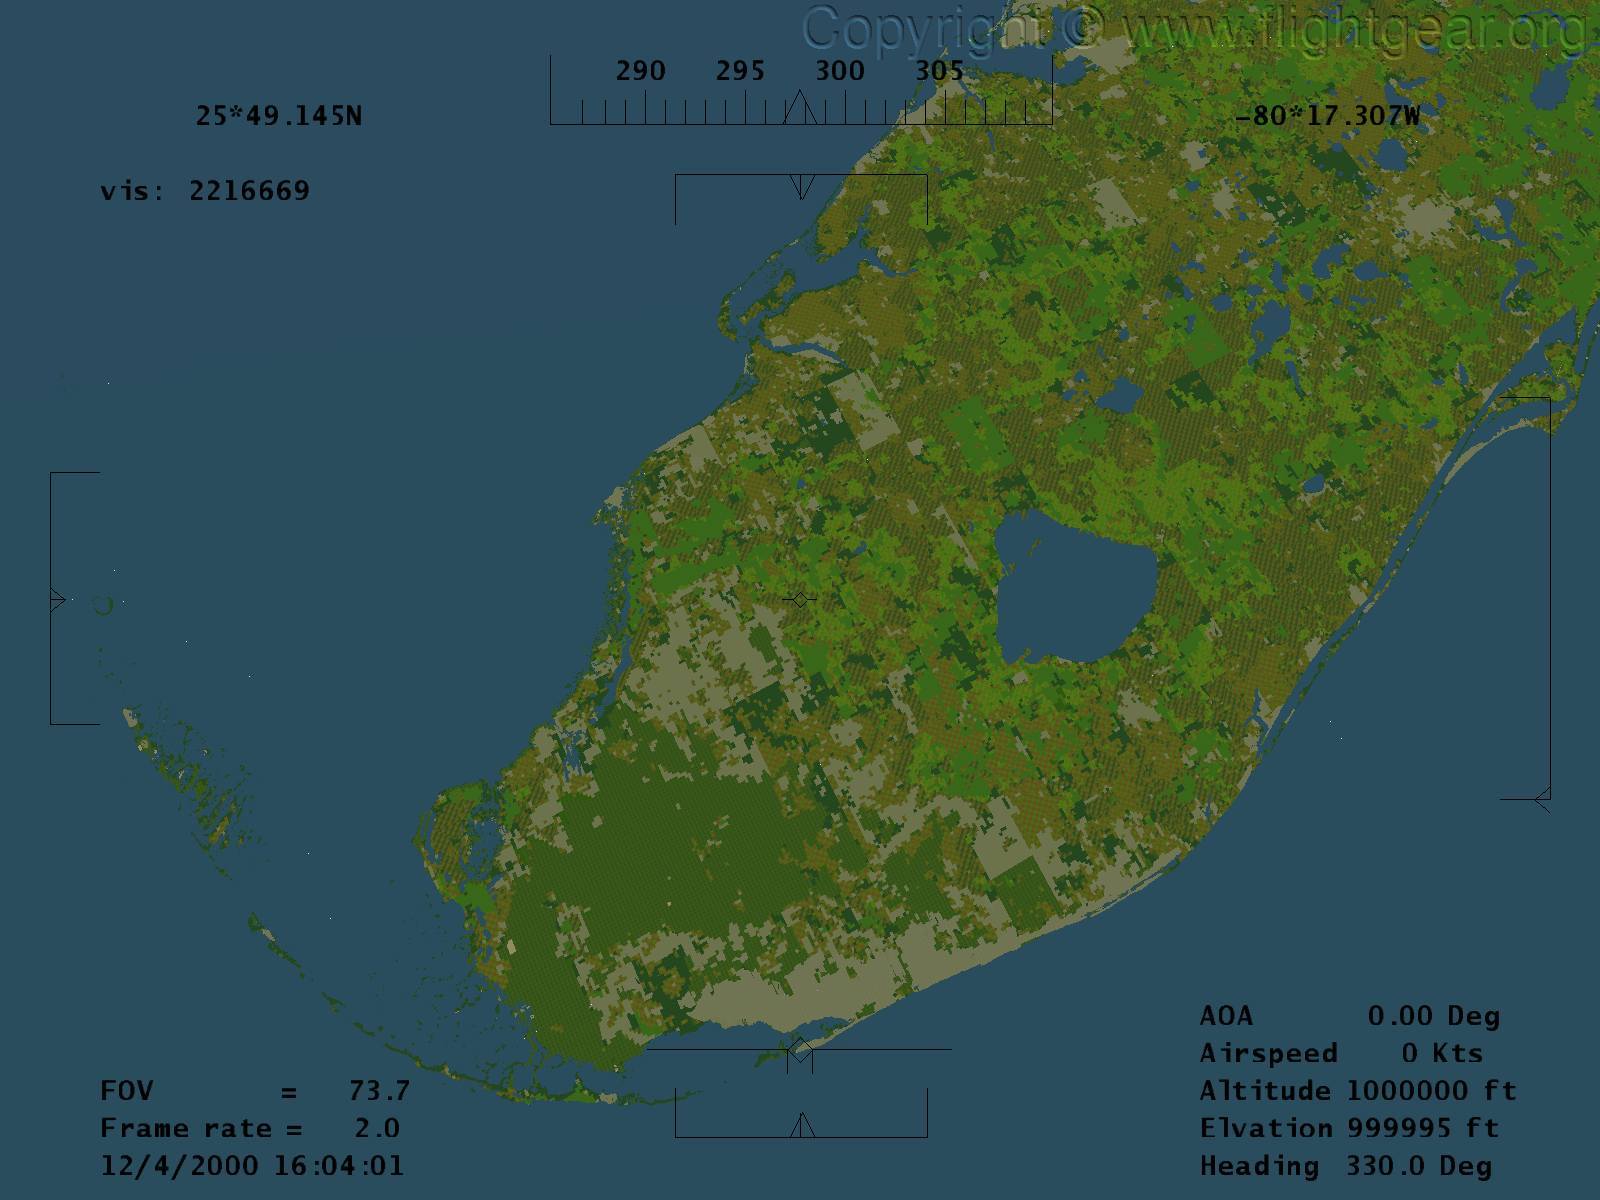 Copyright © www.flightgear.org
290 295 300 305
25*49.145N
-80*17.307W
vis: 2216669
AOA 0.00 Deg
Airspeed 0 Kts
Altitude 1000000 ft
Elvation 999995 ft
Heading 330.0 Deg
FOV = 73.7
Frame rate = 2.0
12/4/2000 16:04:01